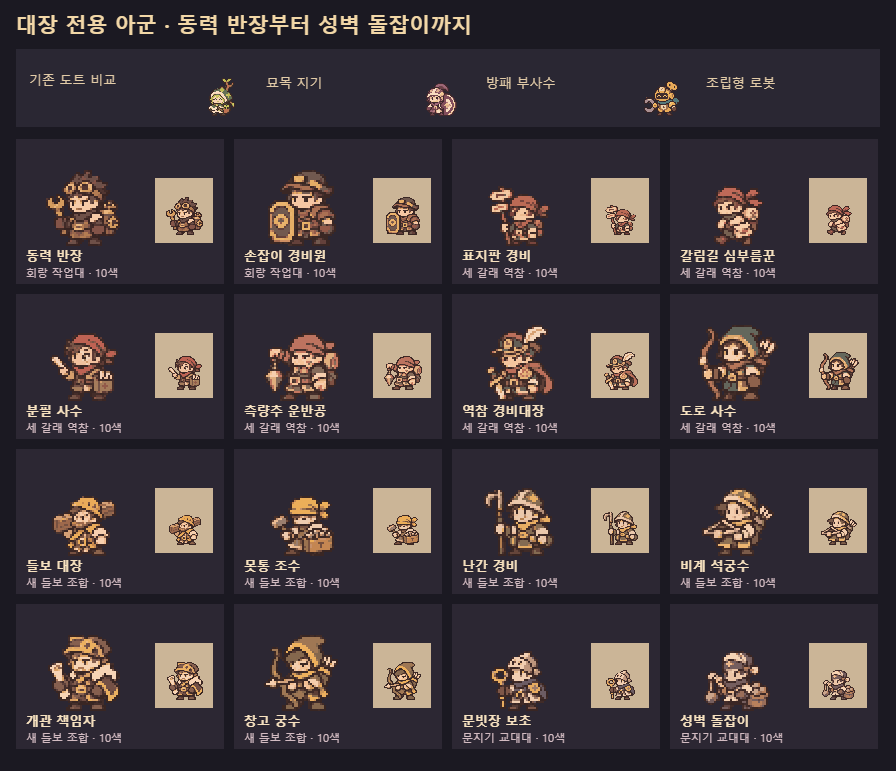 대장 전용 아군 · 동력 반장부터 성벽 돌잡이까지
기존 도트 비교
묘목 지기
방패 부사수
조립형 로봇
동력 반장
회랑 작업대 · 10색
손잡이 경비원
회랑 작업대 · 10색
표지판 경비
세 갈래 역참 · 10색
갈림길 심부름꾼
세 갈래 역참 · 10색
분필 사수
세 갈래 역참 · 10색
측량추 운반공
세 갈래 역참 · 10색
역참 경비대장
세 갈래 역참 · 10색
도로 사수
세 갈래 역참 · 10색
들보 대장
새 들보 조합 · 10색
못통 조수
새 들보 조합 · 10색
난간 경비
새 들보 조합 · 10색
비계 석궁수
새 들보 조합 · 10색
개관 책임자
새 들보 조합 · 10색
창고 궁수
새 들보 조합 · 10색
문빗장 보초
문지기 교대대 · 10색
성벽 돌잡이
문지기 교대대 · 10색